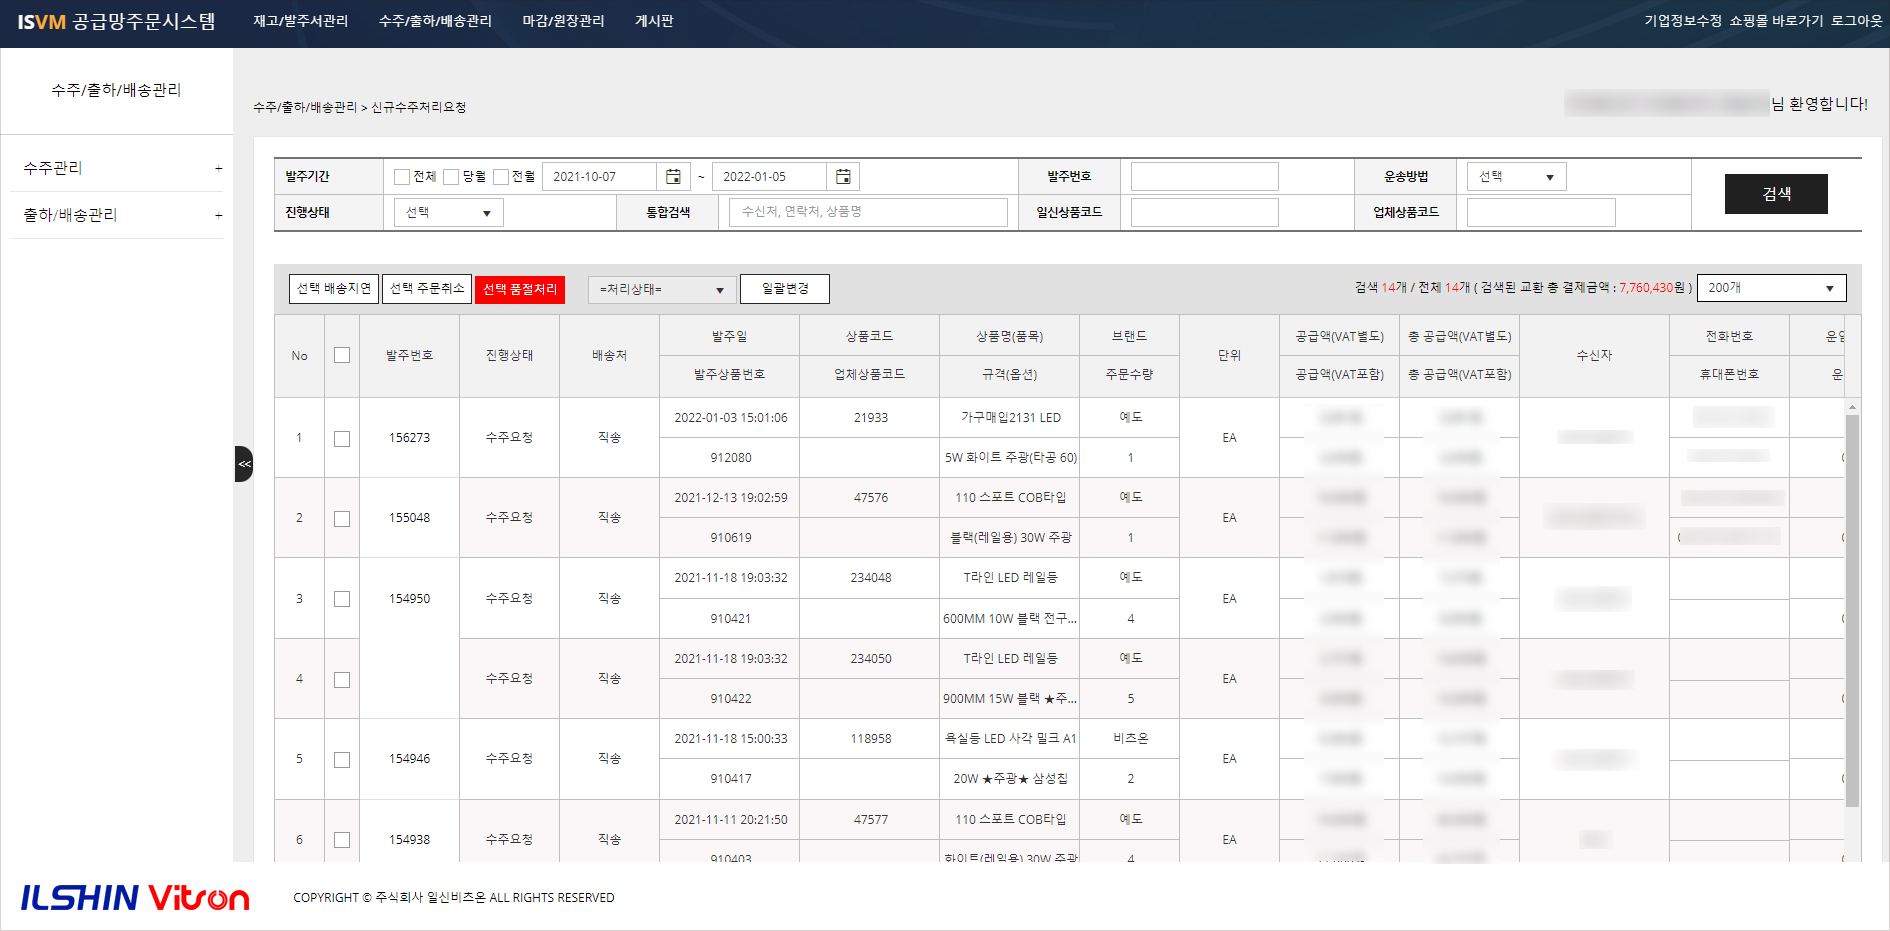 ISVM 공급망주문시스템 재고/발주서관리 수주/출하/배송관리 마감/원장관리 게시판 기업정보수정 쇼핑몰 바로가기 로그아웃
수주/출하/배송관리
수주관리 +
출하/배송관리 +
<<
수주/출하/배송관리 > 신규수주처리요청
님 환영합니다!
발주기간 전체 당월 전월 2021-10-07 ~ 2022-01-05 발주번호 운송방법 선택 ▼
진행상태 선택 ▼ 통합검색 수신처, 연락처, 상품명 일신상품코드 업체상품코드
검색
선택 배송지연 선택 주문취소 선택 품절처리 =처리상태= ▼ 일괄변경 검색 14개 / 전체 14개 ( 검색된 교환 총 결제금액 : 7,760,430원 ) 200개 ▼
No 발주번호 진행상태 배송처 발주일 상품코드 상품명(품목) 브랜드 단위 공급액(VAT별도) 총 공급액(VAT별도) 수신자 전화번호
발주상품번호 업체상품코드 규격(옵션) 주문수량 공급액(VAT포함) 총 공급액(VAT포함) 휴대폰번호 운
1 156273 수주요청 직송 2022-01-03 15:01:06 21933 가구매입2131 LED 예도 EA
912080 5W 화이트 주광(타공 60) 1
2 155048 수주요청 직송 2021-12-13 19:02:59 47576 110 스포트 COB타입 예도 EA
910619 블랙(레일용) 30W 주광 1
3 154950 수주요청 직송 2021-11-18 19:03:32 234048 T라인 LED 레일등 예도 EA
910421 600MM 10W 블랙 전구... 4
4 수주요청 직송 2021-11-18 19:03:32 234050 T라인 LED 레일등 예도 EA
910422 900MM 15W 블랙 ★주... 5
5 154946 수주요청 직송 2021-11-18 15:00:33 118958 욕실등 LED 사각 밀크 A1 비츠온 EA
910417 20W ★주광★ 삼성칩 2
6 154938 수주요청 직송 2021-11-11 20:21:50 47577 110 스포트 COB타입 예도 EA
910403 화이트(레일용) 30W 주광 4
ILSHIN Vitson COPYRIGHT © 주식회사 일신비츠온 ALL RIGHTS RESERVED